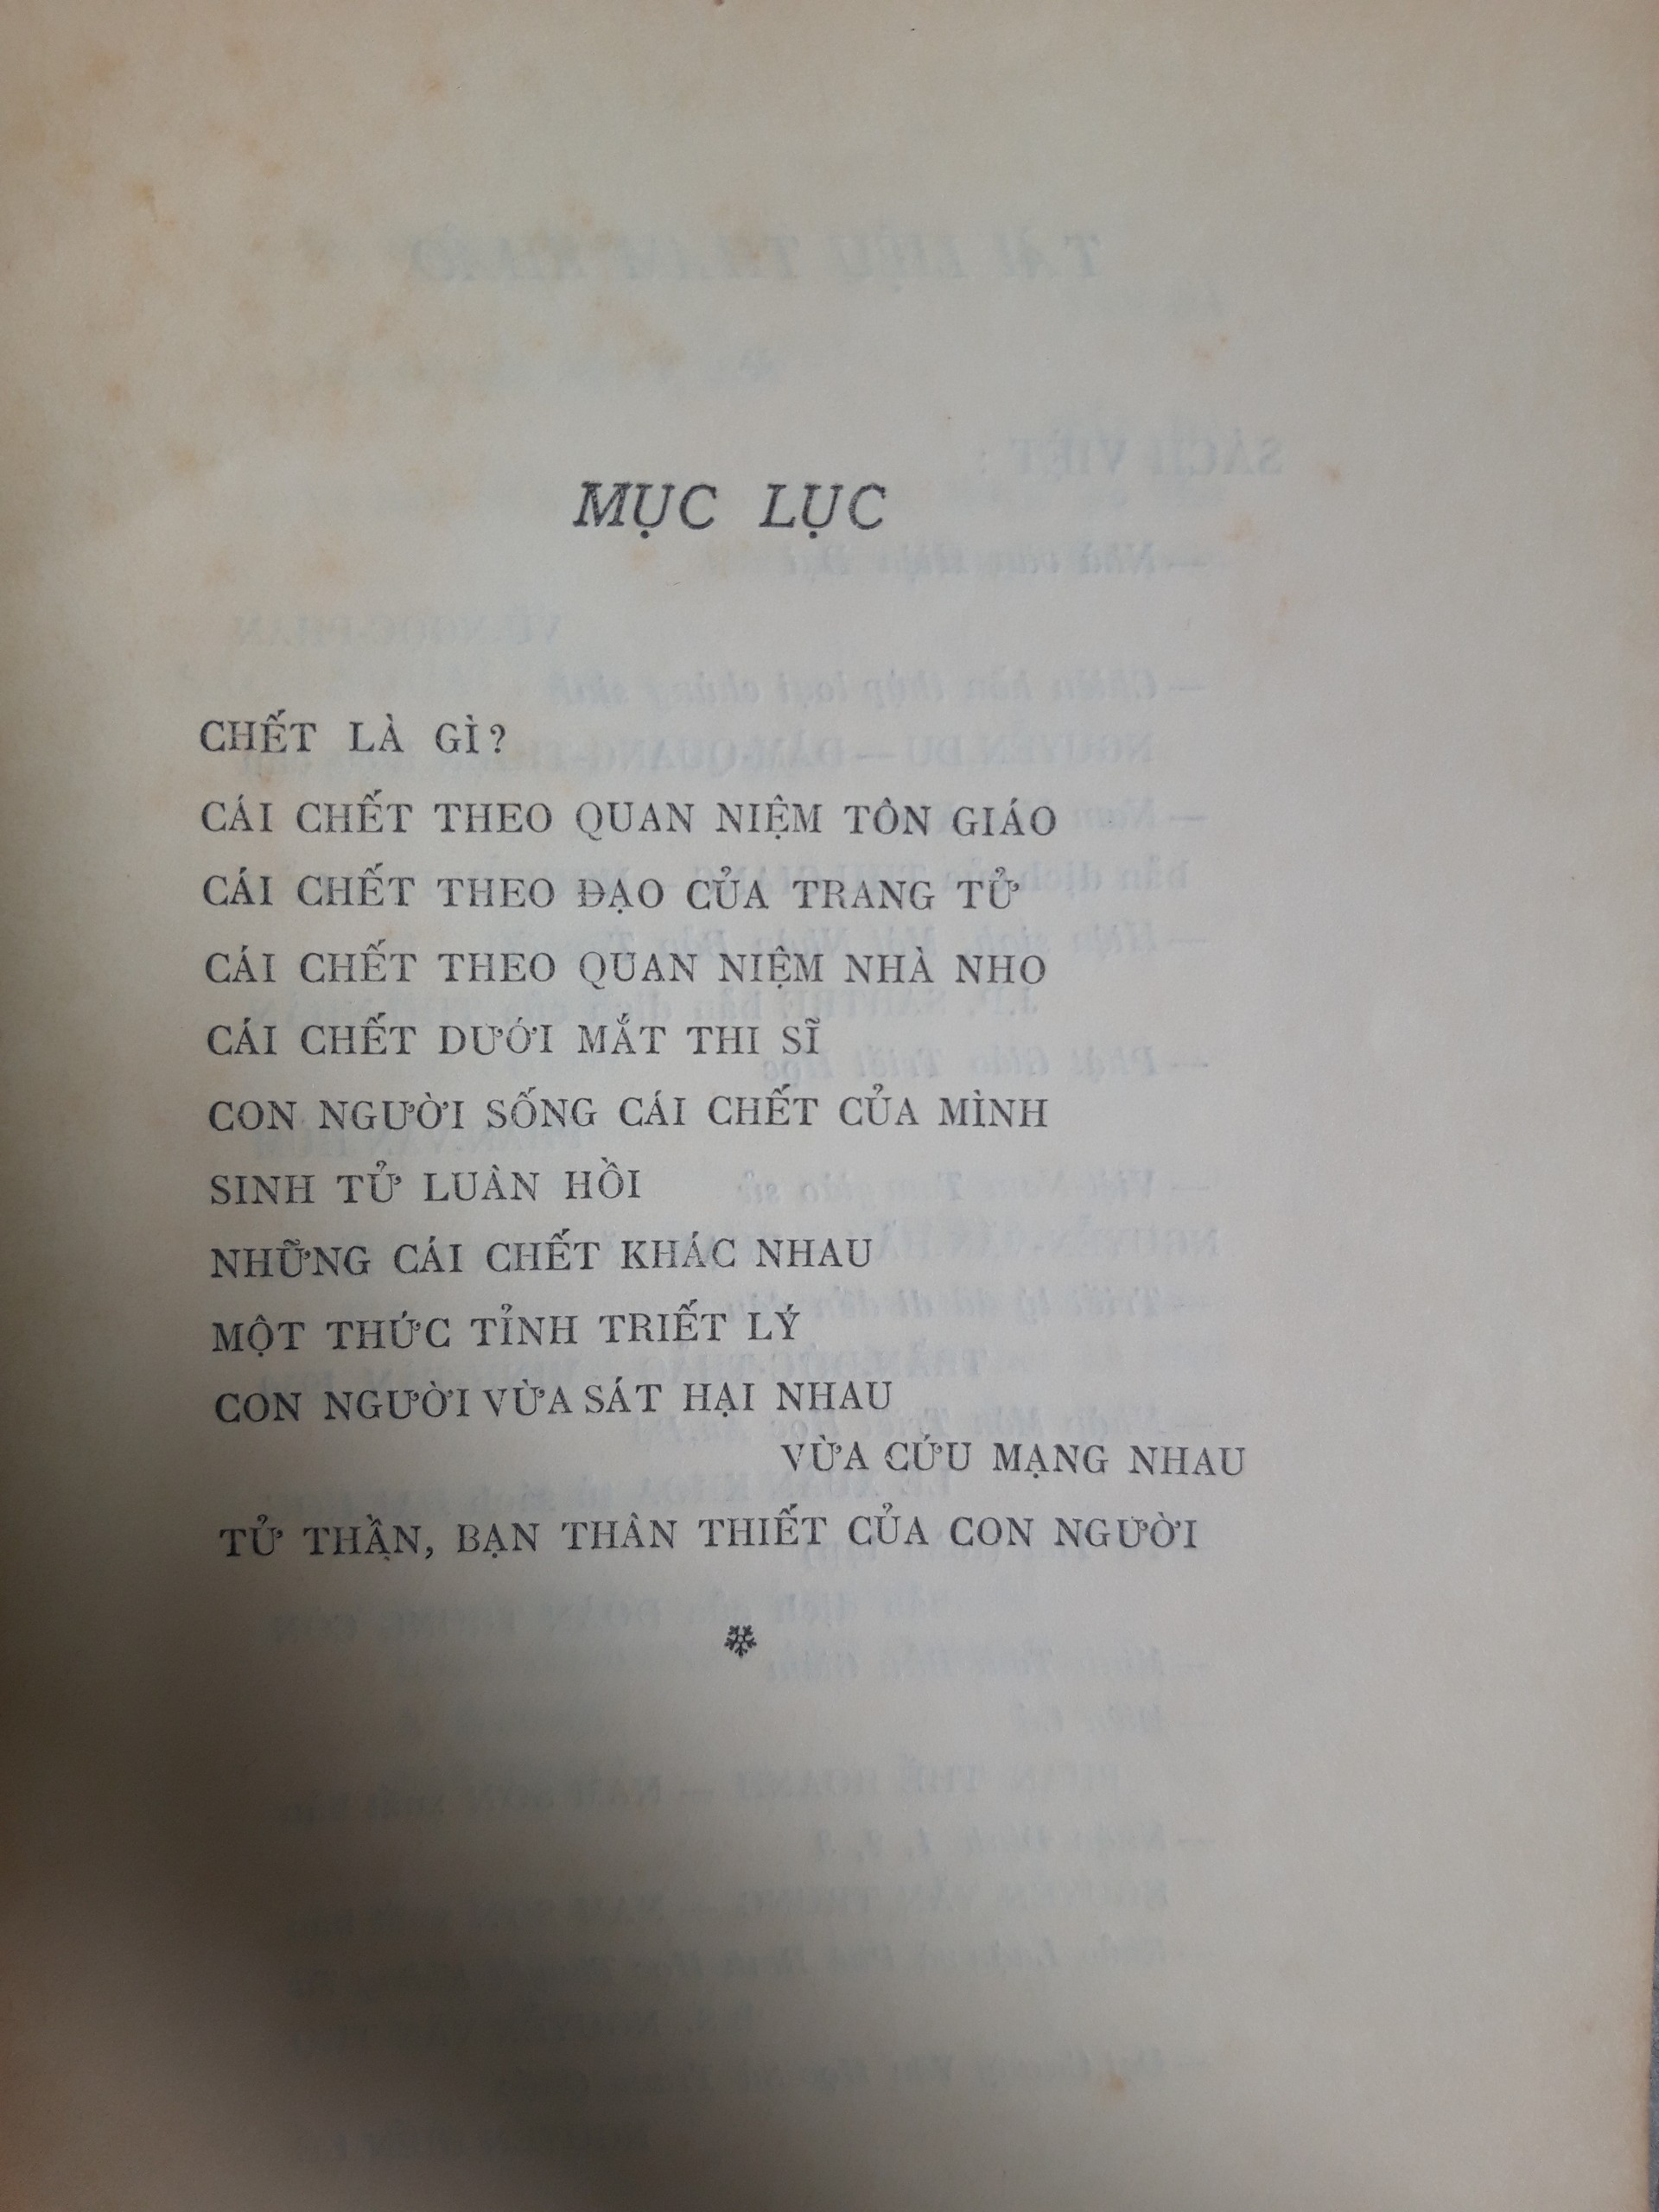 MỤC LỤC
CHẾT LÀ GÌ?
CÁI CHẾT THEO QUAN NIỆM TÔN GIÁO
CÁI CHẾT THEO ĐẠO CỦA TRANG TỬ
CÁI CHẾT THEO QUAN NIỆM NHÀ NHO
CÁI CHẾT DƯỚI MẮT THI SĨ
CON NGƯỜI SỐNG CÁI CHẾT CỦA MÌNH
SINH TỬ LUÂN HỒI
NHỮNG CÁI CHẾT KHÁC NHAU
MỘT THỨC TỈNH TRIẾT LÝ
CON NGƯỜI VỪA SÁT HẠI NHAU
VỪA CỨU MẠNG NHAU
TỬ THẦN, BẠN THÂN THIẾT CỦA CON NGƯỜI